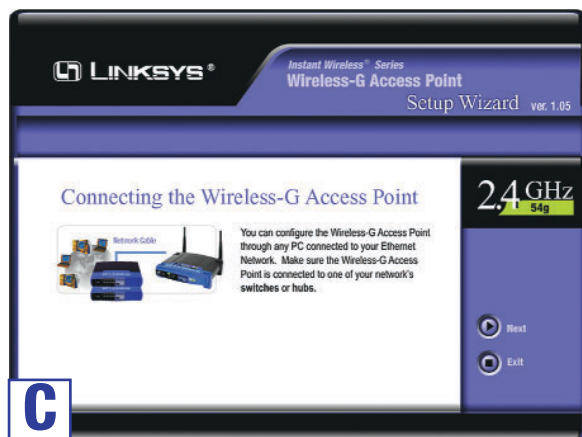 LINKSYS®
Instant Wireless® Series
Wireless-G Access Point
Setup Wizard ver. 1.05
Connecting the Wireless-G Access Point
2.4 GHz
54g
Network Cable
You can configure the Wireless-G Access Point
through any PC connected to your Ethernet
Network. Make sure the Wireless-G Access
Point is connected to one of your network's
switches or hubs.
Next
Exit
C